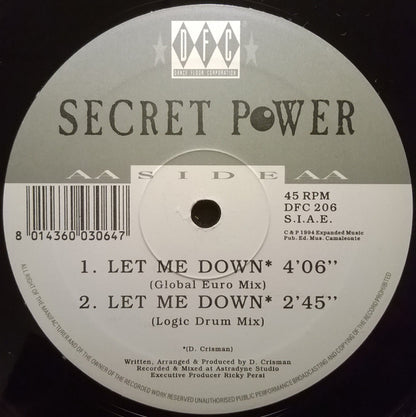 DFC
DANCE FLOOR CORPORATION
SECRET POWER
AA SIDE AA
8 014360 030647
45 RPM
DFC 206
S.I.A.E.
C & P 1994 Expanded Music
Pub. Ed. Mus. Camaleonte
1. LET ME DOWN* 4'06"
(Global Euro Mix)
2. LET ME DOWN* 2'45"
(Logic Drum Mix)
*(D. Crisman)
Written, Arranged & Produced by D. Crisman
Recorded & Mixed at Astradyne Studio
Executive Producer Ricky Persi
ALL RIGHT OF THE MANUFACTURER AND OF THE OWNER OF THE RECORDED WORK RESERVED UNAUTHORISED PUBLIC PERFORMANCE BROADCASTING AND COPYING OF THE RECORD PROHIBITED